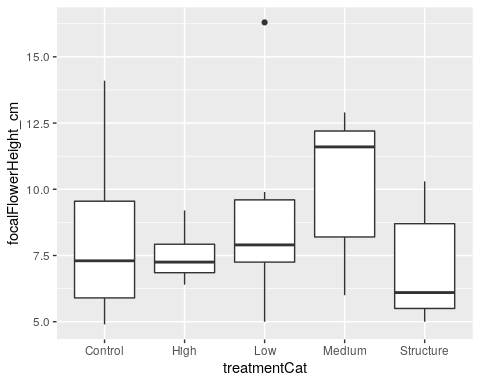 focalFlowerHeight_cm
15.0
12.5
10.0
7.5
5.0
Control HIgh Low MedIum Structure
treatmentCat